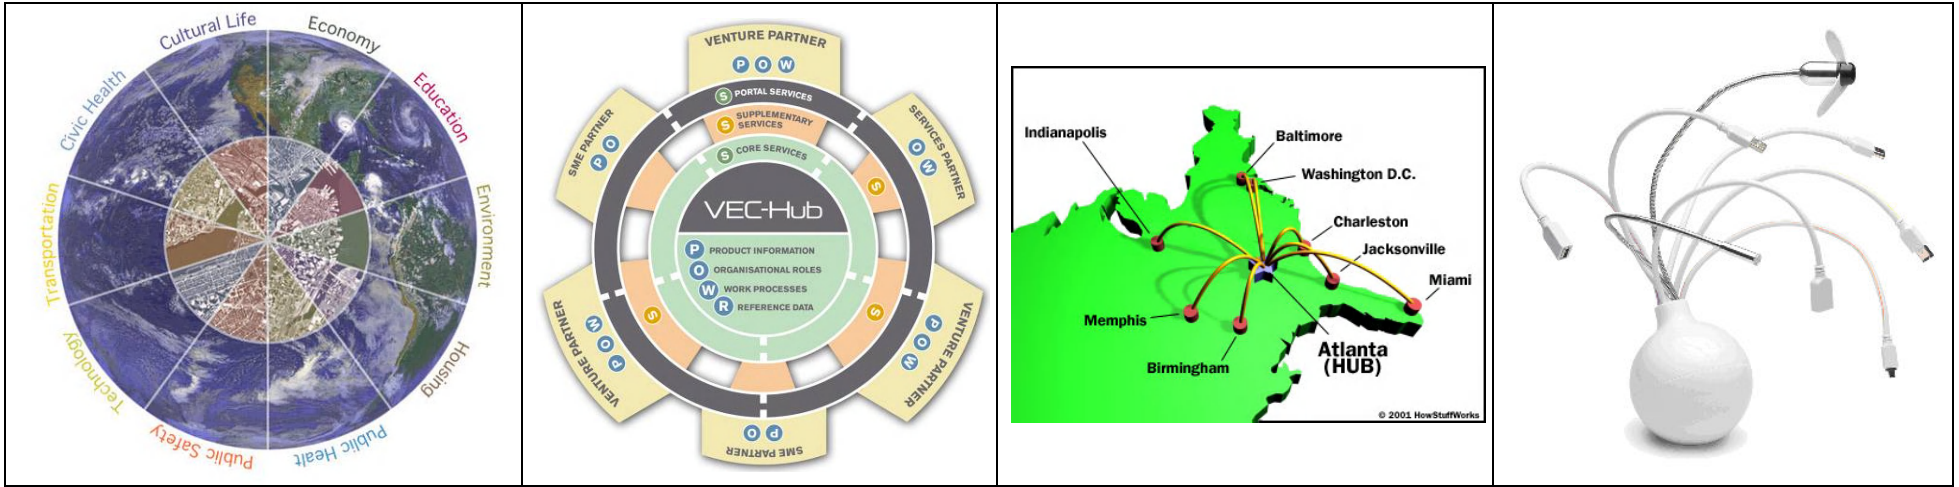 Cultural Life
Economy
Education
Environment
Housing
Public Healt
Public Safety
Technology
Transportation
Civic Health
VENTURE PARTNER
P O W
S PORTAL SERVICES
S SUPPLEMENTARY
SERVICES
S CORE SERVICES
SME PARTNER
P O
SERVICES PARTNER
O W
S
VEC-Hub
P PRODUCT INFORMATION
O ORGANISATIONAL ROLES
W WORK PROCESSES
R REFERENCE DATA
S
S
VENTURE PARTNER
P O W
VENTURE PARTNER
P O W
P O
SME PARTNER
Indianapolis
Baltimore
Washington D.C.
Charleston
Jacksonville
Miami
Memphis
Birmingham
Atlanta
(HUB)
© 2001 HowStuffWorks